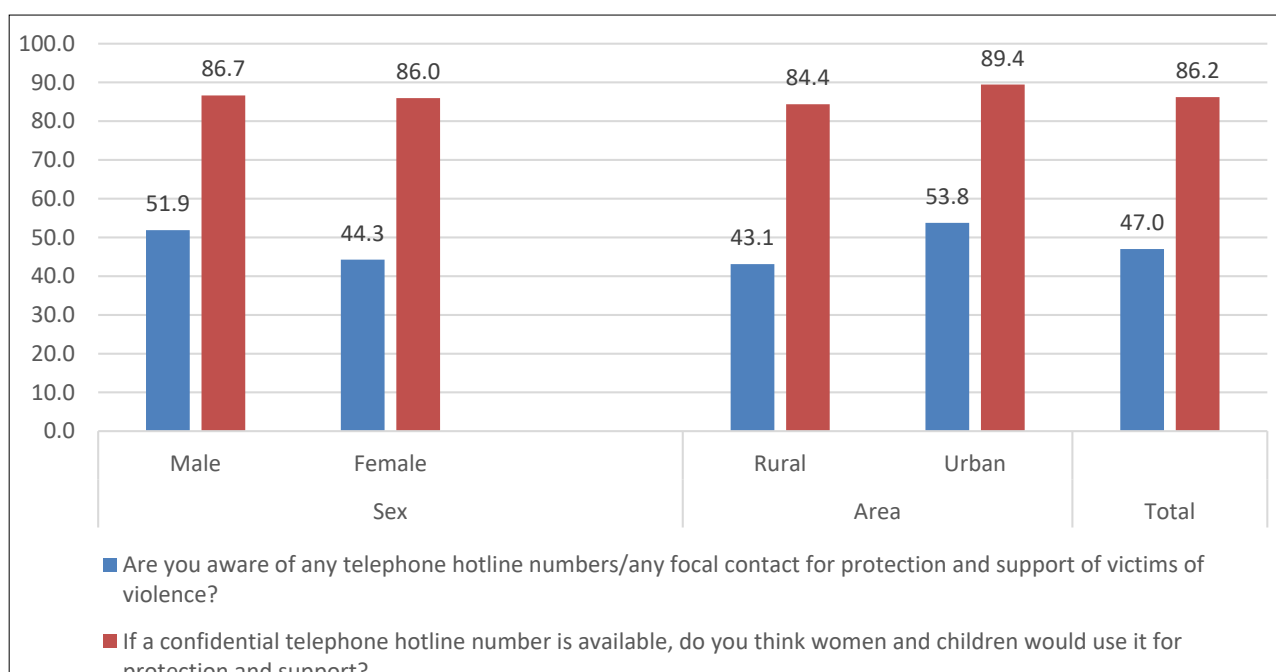 100.0
90.0
80.0
70.0
60.0
50.0
40.0
30.0
20.0
10.0
0.0
86.7 86.0 84.4 89.4 86.2
51.9 44.3 43.1 53.8 47.0
Male Female Rural Urban
Sex Area Total
Are you aware of any telephone hotline numbers/any focal contact for protection and support of victims of
violence?
If a confidential telephone hotline number is available, do you think women and children would use it for
protection and support?